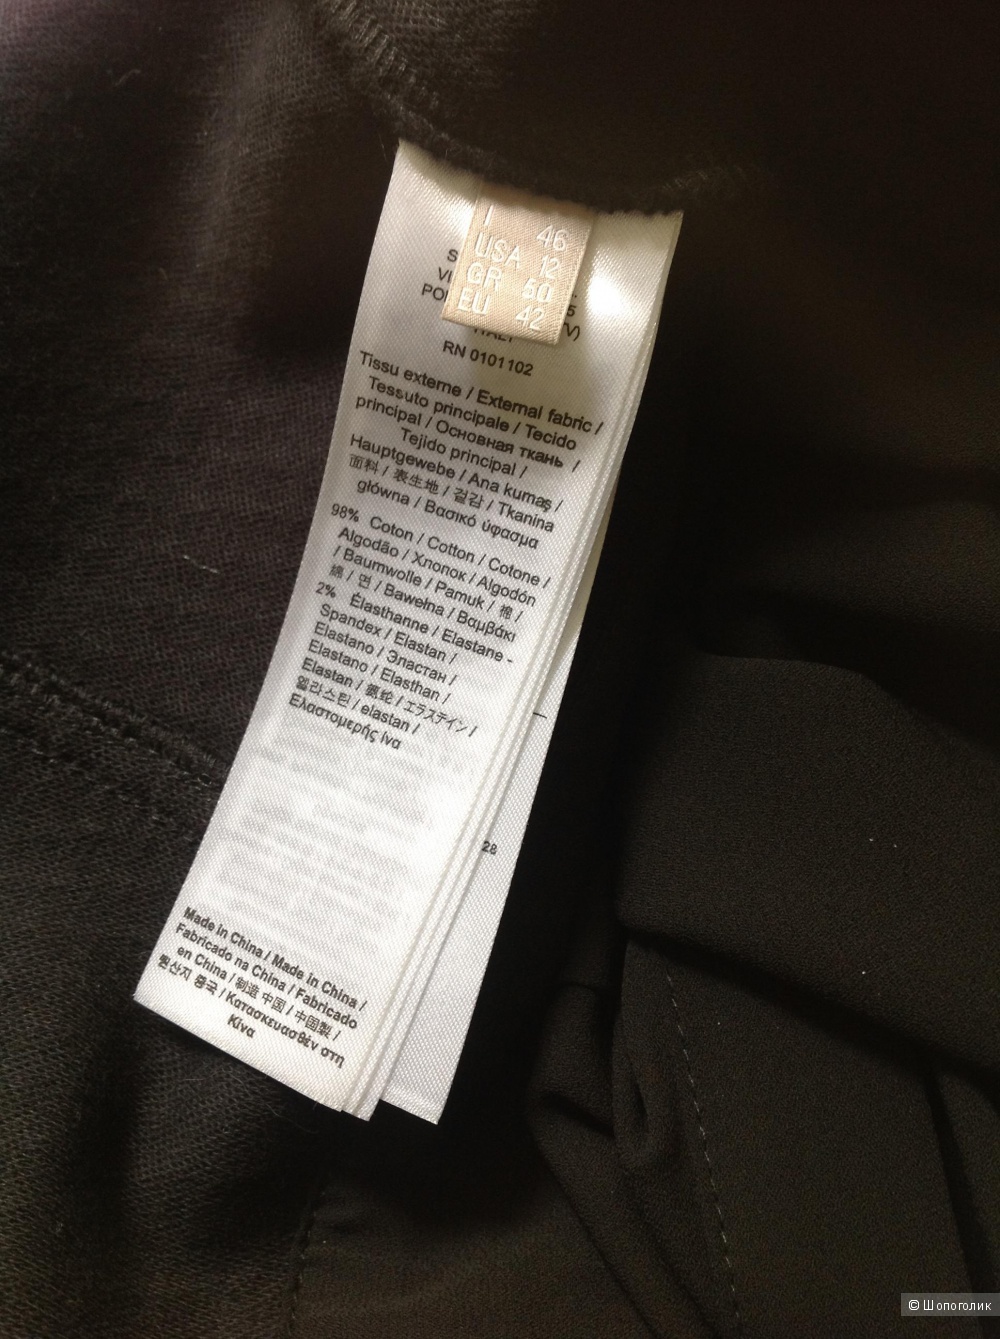 I 46
USA 12
GR 50
EU 42
RN 0101102
Tissu externe / External fabric /
Tessuto principale / Tecido
principal / Основная ткань /
Tejido principal /
Hauptgewebe / Ana kumaş /
面料 / 表生地 / 겉감 / Tkanina
główna / Βασικό ύφασμα
98% Coton / Cotton / Cotone /
Algodão / Хлопок / Algodón
/ Baumwolle / Pamuk / 棉 /
綿 / 면 / Bawełna / Βαμβάκι
2% Élasthanne / Elastane -
Spandex / Elastan /
Elastano / Эластан /
Elastano / Elasthan /
Elastan / 氨纶 / エラスティン /
엘라스틴 / elastan /
Ελαστομερής ίνα
28
Made in China / Made in China /
Fabricado na China / Fabricado
en China / 制造 中国 / 中国製 /
원산지 중국 / Κατασκευασθέν στη
Κίνα
© Шопоголик